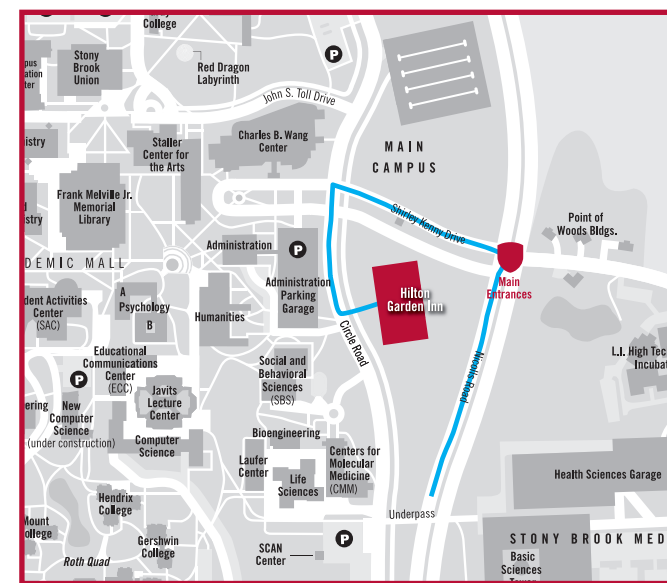 College
P
Stony
Brook
Union
Red Dragon
Labyrinth
John S. Toll Drive
Charles B. Wang
Center
MAIN
CAMPUS
Staller
Center for
the Arts
Frank Melville Jr.
Memorial
Library
Shirley Kenny Drive
Point of
Woods Bldgs.
Administration
P
DEMIC MALL
Main
Entrances
Administration
Parking
Garage
Hilton
Garden Inn
dent Activities
Center
(SAC)
A
Psychology
B
Humanities
Circle Road
Nicolls Road
Educational
Communications
Center
(ECC)
Social and
Behavioral
Sciences
(SBS)
L.I. High Tec
Incubat
P
Javits
Lecture
Center
ering
New
Computer
Science
(under construction)
Computer
Science
Bioengineering
Laufer
Center
Life
Sciences
Centers for
Molecular
Medicine
(CMM)
Health Sciences Garage
Hendrix
College
Underpass
Mount
ollege
Gershwin
College
Roth Quad
SCAN
Center
P
STONY BROOK MED
Basic
Sciences